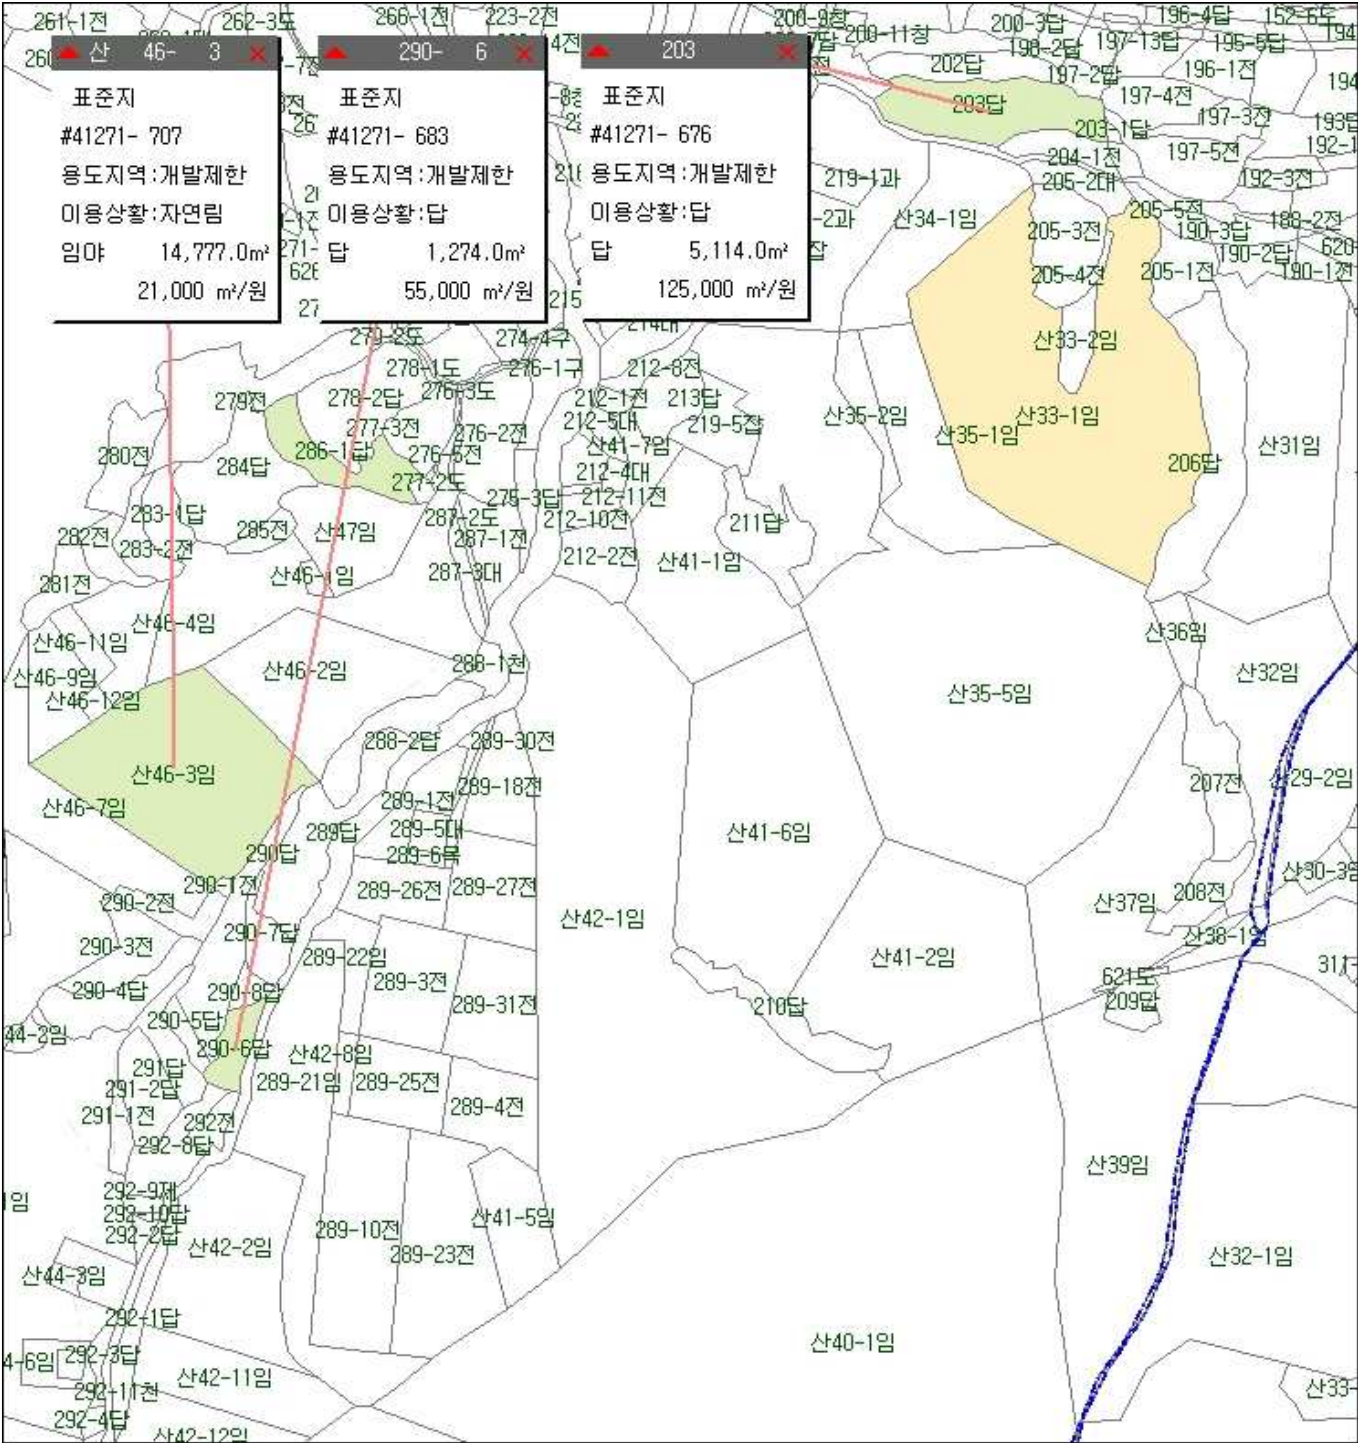 261-1전
262-3도
266-1전
223-2전
200-11창
200-3답
196-4답
152-6도
198-2답
197-13답
195-5답
202답
197-2답
196-1전
산 46- 3
표준지
#41271- 707
용도지역:개발제한
이용상황:자연림
임야 14,777.0㎡
21,000 ㎡/원
290- 6
표준지
#41271- 683
용도지역:개발제한
이용상황:답
답 1,274.0㎡
55,000 ㎡/원
203
표준지
#41271- 676
용도지역:개발제한
이용상황:답
답 5,114.0㎡
125,000 ㎡/원
203답
197-4전
197-3전
203-1답
204-1전
197-5전
205-2대
192-3전
219-1과
산34-1임
205-3전
205-5전
190-3답
188-2전
190-2답
205-4전
205-1전
190-1전
산33-2임
274-4구
278-1도
276-1구
212-8전
276-3도
279전
278-2답
212-1전
213답
277-3전
212-5대
219-5잡
산35-2임
산33-1임
276-2전
산35-1임
산41-7임
산31임
280전
284답
286-1답
276-5전
212-4대
206답
277-2도
275-3답
212-11전
283-1답
287-2도
212-10전
211답
282전
283-2전
285전
산47임
287-1전
212-2전
산41-1임
281전
산46-1임
287-3대
산46-11임
산46-4임
산36임
산46-9임
산46-2임
288-1천
산32임
산46-12임
산35-5임
288-2답
289-30전
산46-3임
289-18전
207전
산29-2임
산46-7임
289-1전
289답
289-5대
산41-6임
290답
289-6목
290-1전
289-26전
289-27전
208전
산30-3임
290-2전
산42-1임
산37임
290-7답
290-3전
289-22임
산38-1임
산41-2임
289-3전
621도
290-4답
290-8답
289-31전
210답
209답
290-5답
44-2임
290-6답
산42-8임
291답
289-21임
289-25전
291-2답
289-4전
291-1전
292전
292-8답
산39임
292-9제
292-10답
산41-5임
292-2답
산42-2임
289-10전
289-23전
산32-1임
산44-3임
292-1답
산40-1임
4-6임
292-3답
산42-11임
292-11천
292-4답
산42-12임